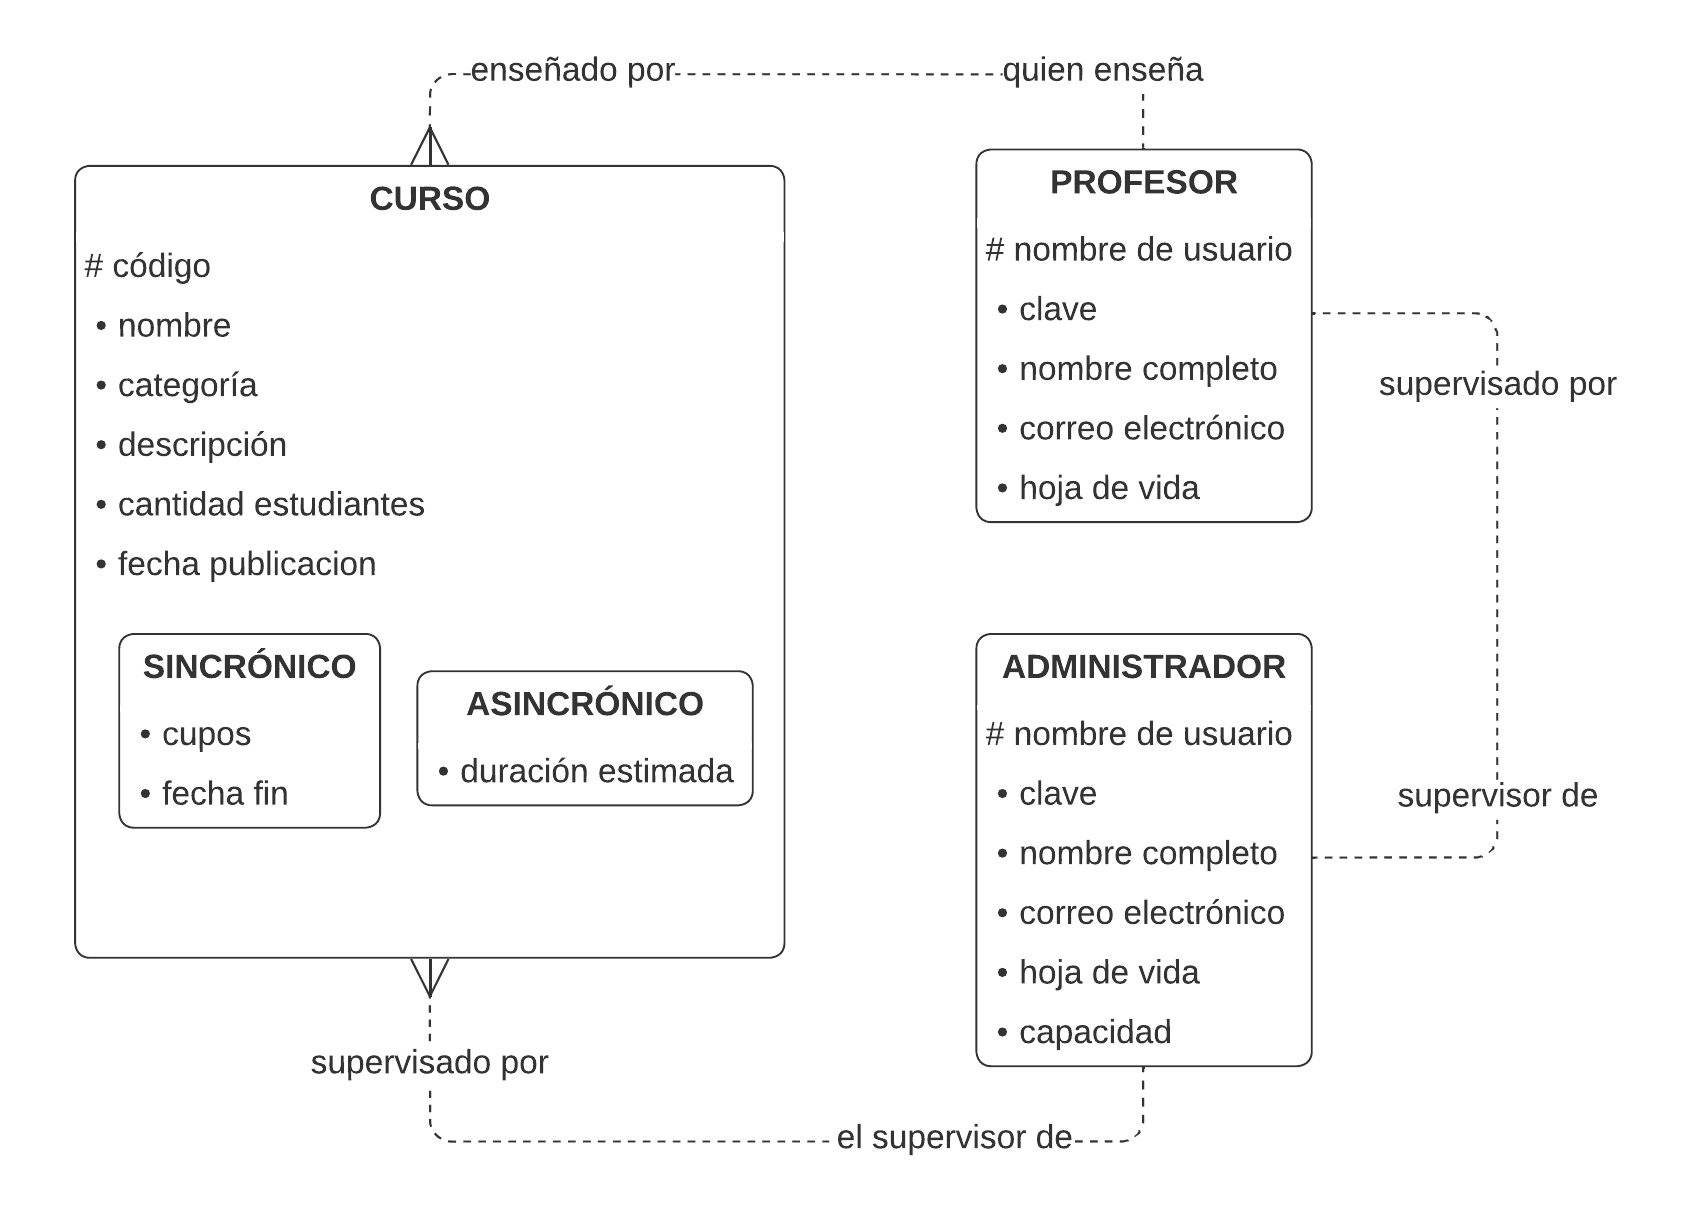 enseñado por
quien enseña
CURSO
# código
• nombre
• categoría
• descripción
• cantidad estudiantes
• fecha publicacion
SINCRÓNICO
• cupos
• fecha fin
ASINCRÓNICO
• duración estimada
PROFESOR
# nombre de usuario
• clave
• nombre completo
• correo electrónico
• hoja de vida
supervisado por
ADMINISTRADOR
# nombre de usuario
• clave
• nombre completo
• correo electrónico
• hoja de vida
• capacidad
supervisor de
supervisado por
el supervisor de